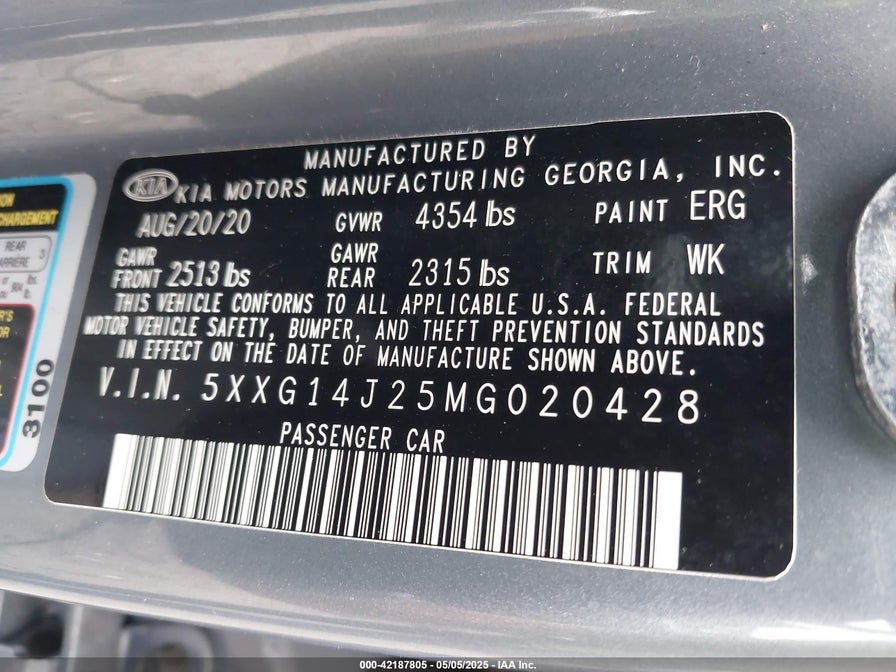 MANUFACTURED BY
KIA KIA MOTORS MANUFACTURING GEORGIA, INC.
AUG/20/20 GVWR 4354 lbs PAINT ERG
GAWR FRONT 2513 lbs GAWR REAR 2315 lbs TRIM WK
THIS VEHICLE CONFORMS TO ALL APPLICABLE U.S.A. FEDERAL
MOTOR VEHICLE SAFETY, BUMPER, AND THEFT PREVENTION STANDARDS
IN EFFECT ON THE DATE OF MANUFACTURE SHOWN ABOVE.
V.I.N. 5XXG14J25MG020428
PASSENGER CAR
REAR
3
3100
000-42187805 - 05/05/2025 - IAA Inc.